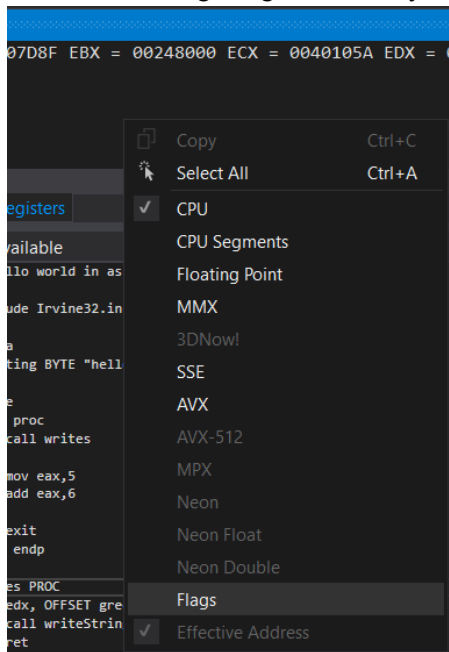 07D8F EBX = 00248000 ECX = 0040105A EDX =
Copy Ctrl+C
Select All Ctrl+A
CPU
CPU Segments
Floating Point
MMX
3DNow!
SSE
AVX
AVX-512
MPX
Neon
Neon Float
Neon Double
Flags
Effective Address
egisters
ailable
llo world in as
ude Irvine32.in
a
ting BYTE "hell
e
proc
call writes
mov eax,5
add eax,6
exit
endp
es PROC
edx, OFFSET gre
call writeStrin
ret